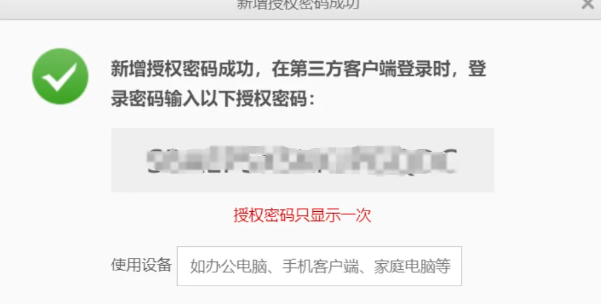 新增授权密码成功
新增授权密码成功，在第三方客户端登录时，登
录密码输入以下授权密码：
授权密码只显示一次
使用设备 如办公电脑、手机客户端、家庭电脑等